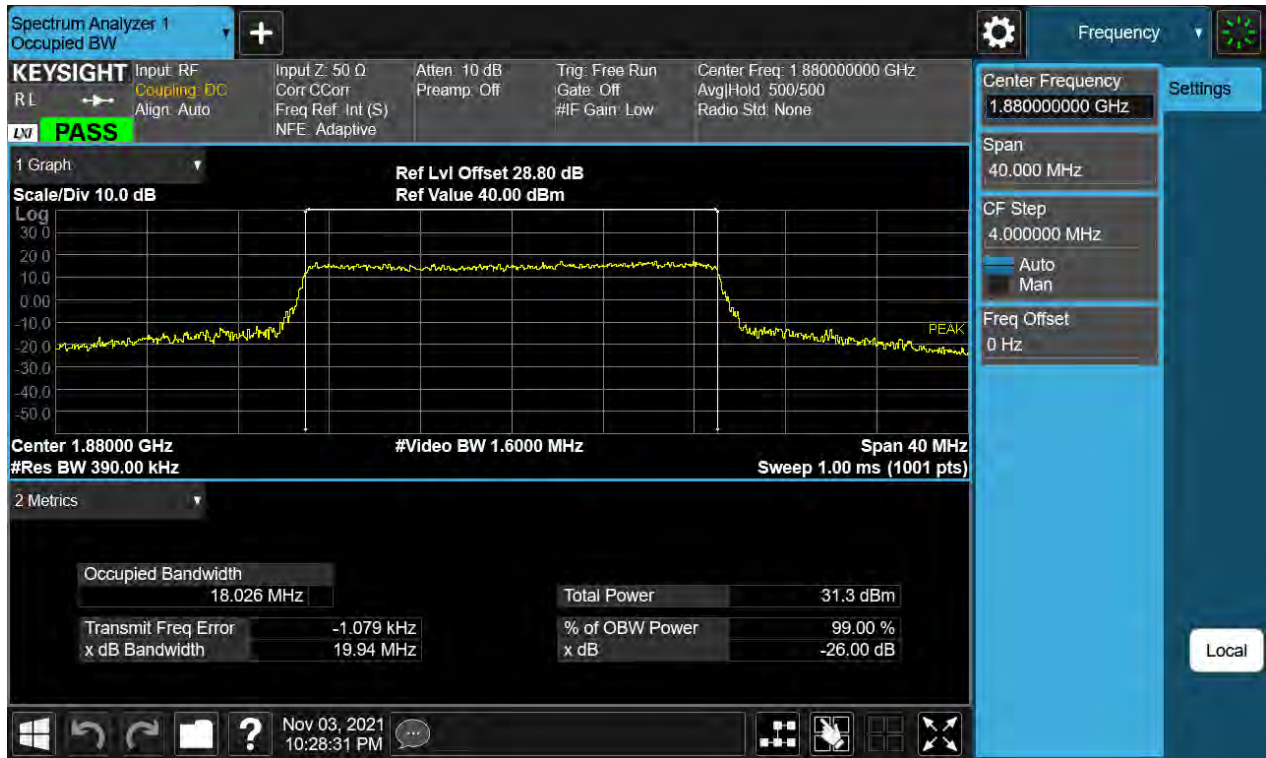 Spectrum Analyzer 1
Occupied BW
+
Frequency
KEYSIGHT
RL
LXI
PASS
Input: RF
Coupling: DC
Align: Auto
Input Z: 50 Ω
Corr CCorr
Freq Ref: Int (S)
NFE: Adaptive
Atten: 10 dB
Preamp: Off
Trig: Free Run
Gate: Off
#IF Gain: Low
Center Freq: 1.880000000 GHz
Avg|Hold: 500/500
Radio Std: None
Center Frequency
1.880000000 GHz
Settings
Span
40.000 MHz
CF Step
4.000000 MHz
Auto
Man
Freq Offset
0 Hz
1 Graph
Scale/Div 10.0 dB
Ref Lvl Offset 28.80 dB
Ref Value 40.00 dBm
Log
30.0
20.0
10.0
0.00
-10.0
-20.0
-30.0
-40.0
-50.0
PEAK
Center 1.88000 GHz
#Video BW 1.6000 MHz
Span 40 MHz
#Res BW 390.00 kHz
Sweep 1.00 ms (1001 pts)
2 Metrics
Occupied Bandwidth
18.026 MHz
Total Power 31.3 dBm
Transmit Freq Error -1.079 kHz
% of OBW Power 99.00 %
x dB Bandwidth 19.94 MHz
x dB -26.00 dB
Local
?
Nov 03, 2021
10:28:31 PM